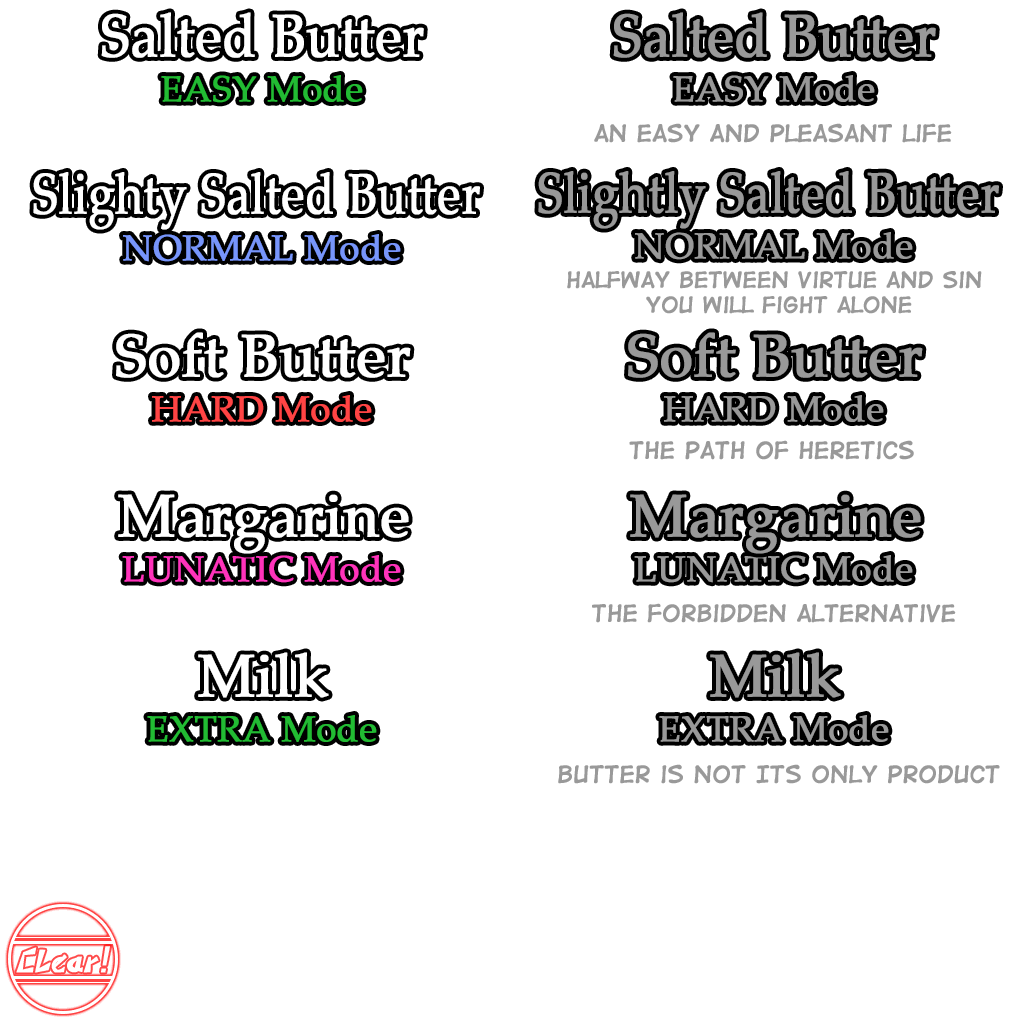 Salted Butter
EASY Mode
Salted Butter
EASY Mode
AN EASY AND PLEASANT LIFE
Slighty Salted Butter
NORMAL Mode
Slightly Salted Butter
NORMAL Mode
HALFWAY BETWEEN VIRTUE AND SIN
YOU WILL FIGHT ALONE
Soft Butter
HARD Mode
Soft Butter
HARD Mode
THE PATH OF HERETICS
Margarine
LUNATIC Mode
Margarine
LUNATIC Mode
THE FORBIDDEN ALTERNATIVE
Milk
EXTRA Mode
Milk
EXTRA Mode
BUTTER IS NOT ITS ONLY PRODUCT
CLear!